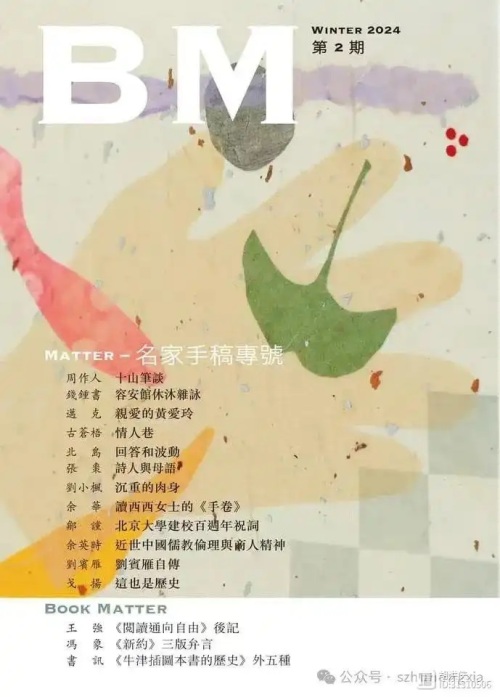 BM
WINTER 2024
第 2 期
MATTER – 名家手稿專號
周作人 十山筆談
錢鍾書 容安館休沐雜詠
邁克 親愛的黃愛玲
古蒼梧 情人巷
北島 回答和波動
張棗 詩人與母語
劉小楓 沉重的肉身
余華 讀西西女士的《手卷》
鄒讜 北京大學建校百週年祝詞
余英時 近世中國儒教倫理與商人精神
劉賓雁 劉賓雁自傳
戈揚 這也是歷史
BOOK MATTER
王強 《閱讀通向自由》後記
馮象 《新約》三版弁言
書訊 《牛津插圖本書的歷史》外五種
公众号 ·